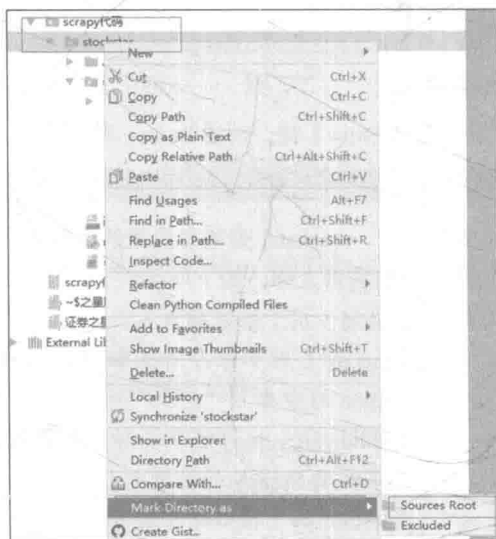 scrapy代码
stockstar
New
Cut Ctrl+X
Copy Ctrl+C
Copy Path Ctrl+Shift+C
Copy as Plain Text
Copy Relative Path Ctrl+Alt+Shift+C
Paste Ctrl+V
Find Usages Alt+F7
Find in Path... Ctrl+Shift+F
Replace in Path... Ctrl+Shift+R
Inspect Code...
Refactor
scrapy
Clean Python Compiled Files
~$之星
Add to Favorites
证券之星
Show Image Thumbnails Ctrl+Shift+T
External Lib
Delete... Delete
Local History
Synchronize 'stockstar'
Show in Explorer
Directory Path Ctrl+Alt+F12
Compare With... Ctrl+D
Mark Directory as
Sources Root
Excluded
Create Gist...